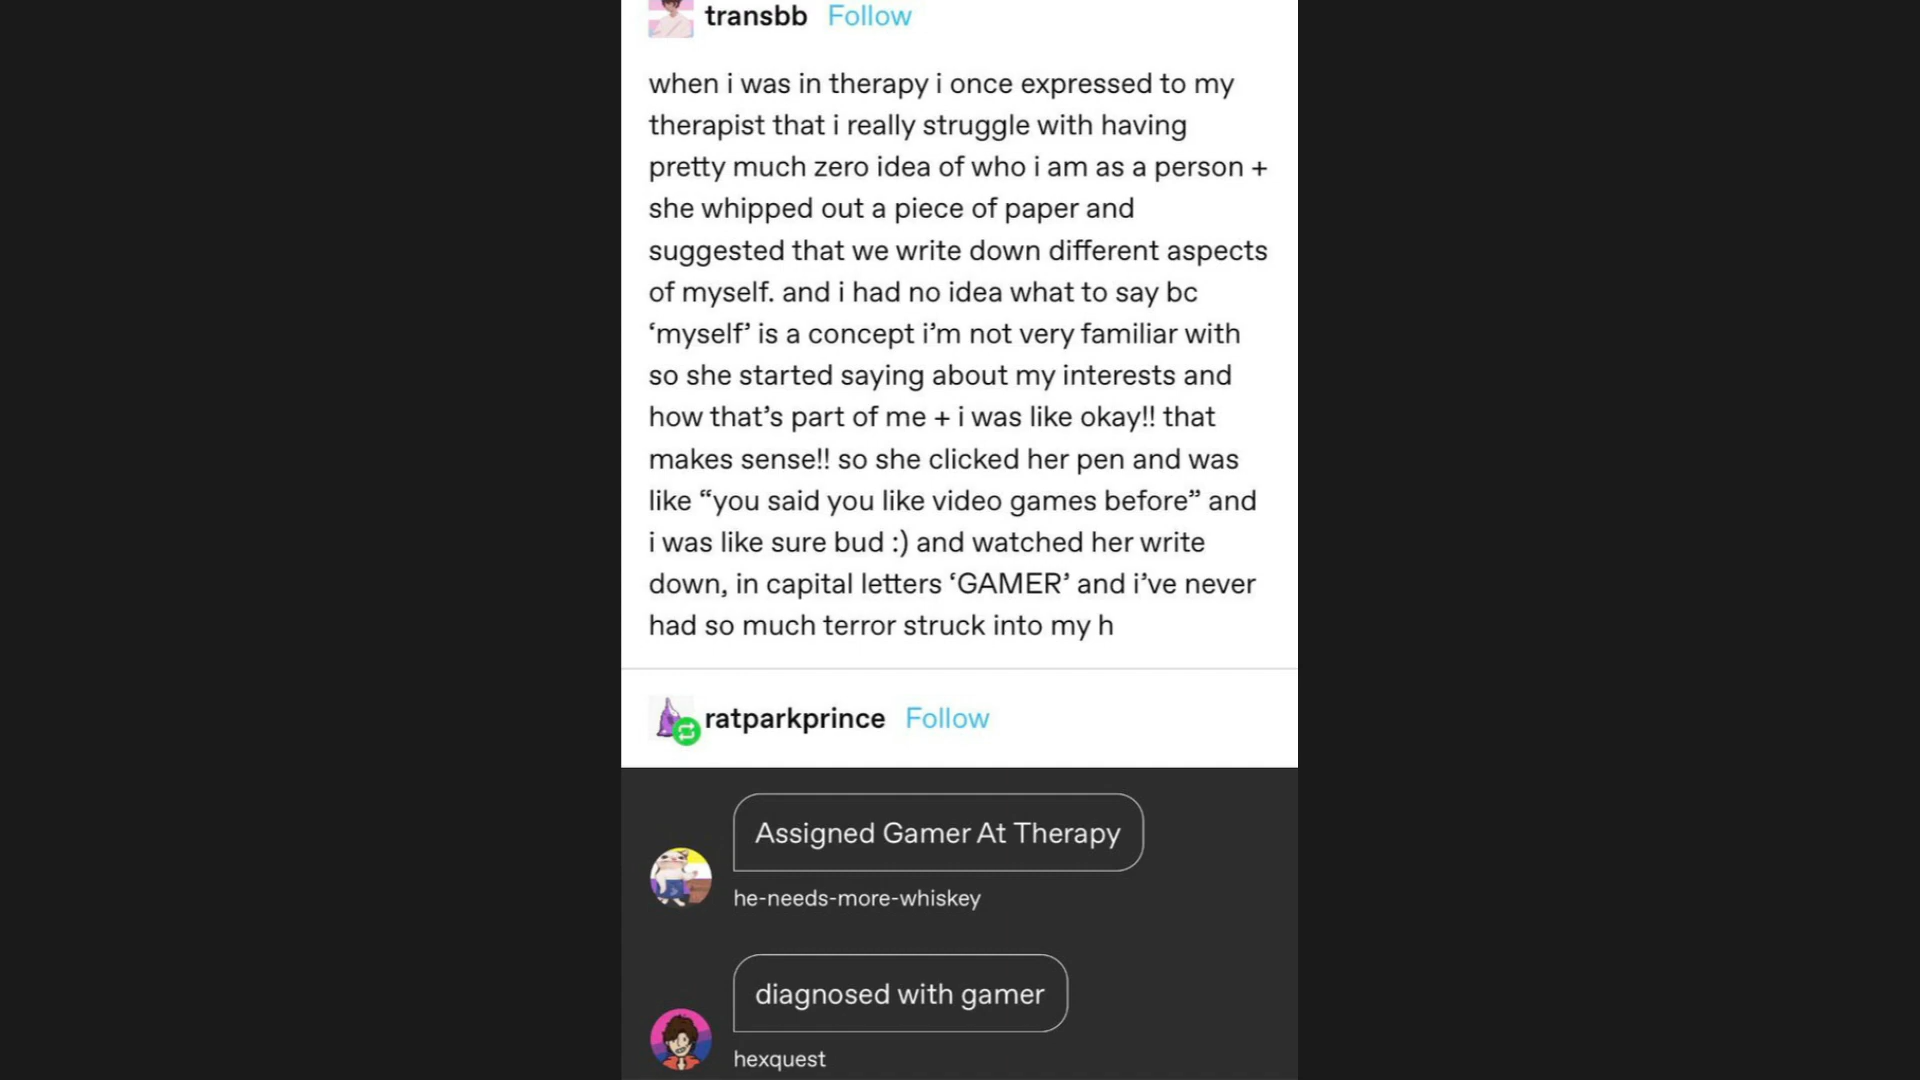 transbb Follow
when i was in therapy i once expressed to my
therapist that i really struggle with having
pretty much zero idea of who i am as a person +
she whipped out a piece of paper and
suggested that we write down different aspects
of myself. and i had no idea what to say bc
‘myself’ is a concept i’m not very familiar with
so she started saying about my interests and
how that’s part of me + i was like okay!! that
makes sense!! so she clicked her pen and was
like “you said you like video games before” and
i was like sure bud :) and watched her write
down, in capital letters ‘GAMER’ and i’ve never
had so much terror struck into my h
ratparkprince Follow
Assigned Gamer At Therapy
he-needs-more-whiskey
diagnosed with gamer
hexquest